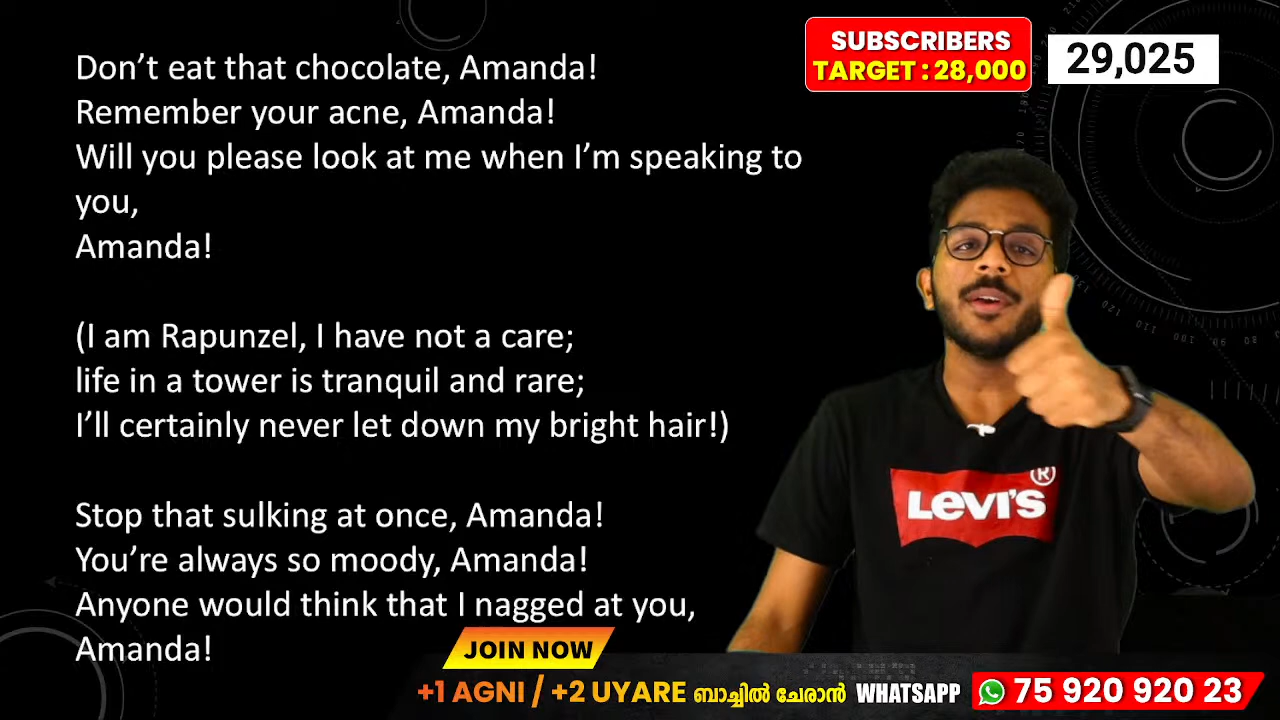 Don’t eat that chocolate, Amanda!
Remember your acne, Amanda!
Will you please look at me when I’m speaking to
you,
Amanda!
(I am Rapunzel, I have not a care;
life in a tower is tranquil and rare;
I’ll certainly never let down my bright hair!)
Stop that sulking at once, Amanda!
You’re always so moody, Amanda!
Anyone would think that I nagged at you,
Amanda!
SUBSCRIBERS
TARGET : 28,000
29,025
LEVI'S
®
JOIN NOW
+1 AGNI / +2 UYARE ബാച്ചിൽ ചേരാൻ WHATSAPP 75 920 920 23